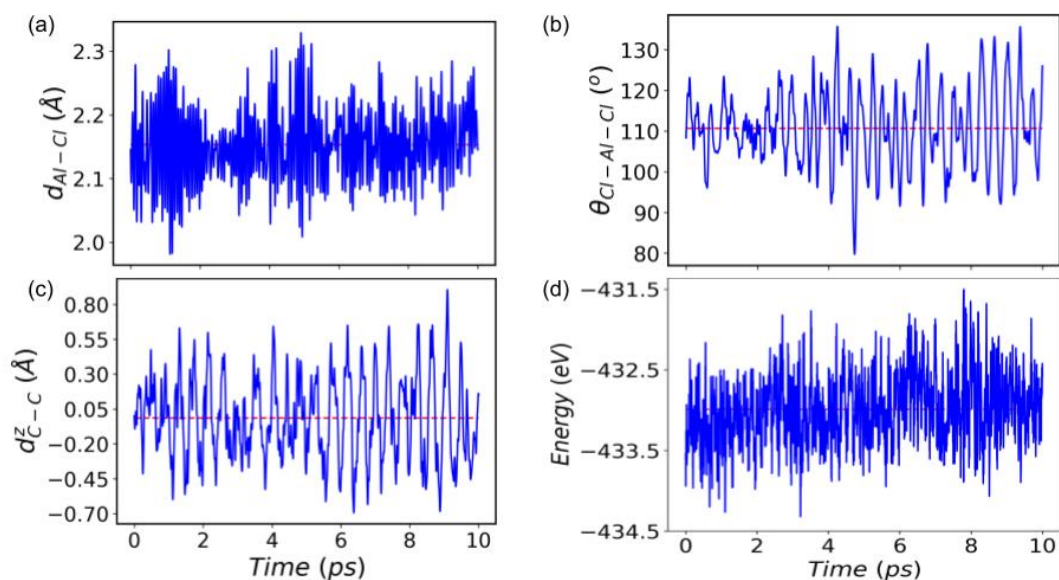 (a)
d_{Al-Cl} (Å)
2.3
2.2
2.1
2.0
(b)
θ_{Cl-Al-Cl} (°)
130
120
110
100
90
80
(c)
d^{z}_{C-C} (Å)
0.80
0.55
0.30
0.05
−0.20
−0.45
−0.70
0 2 4 6 8 10
Time (ps)
(d)
Energy (eV)
−431.5
−432.5
−433.5
−434.5
0 2 4 6 8 10
Time (ps)